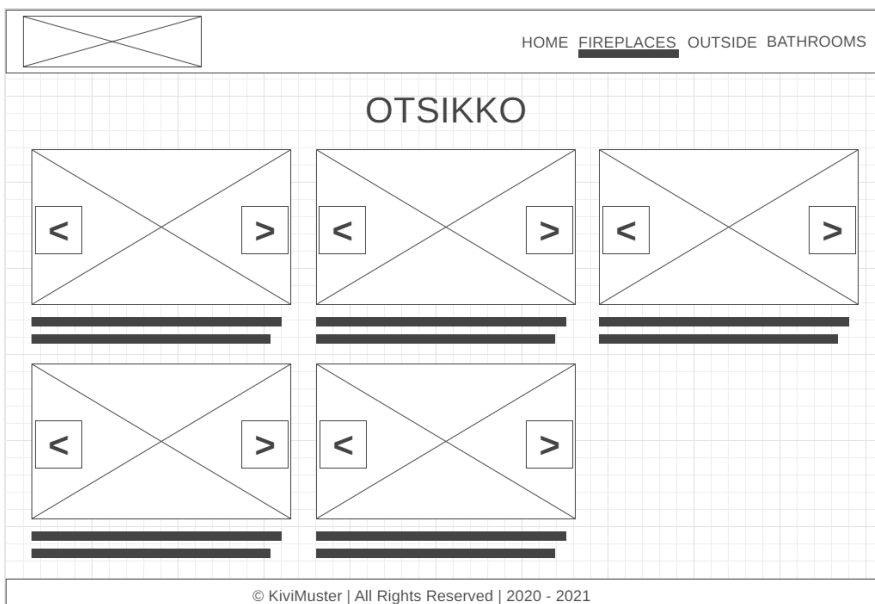 HOME FIREPLACES OUTSIDE BATHROOMS
OTSIKKO
< > < > < >
< > < >
© KiviMuster | All Rights Reserved | 2020 - 2021